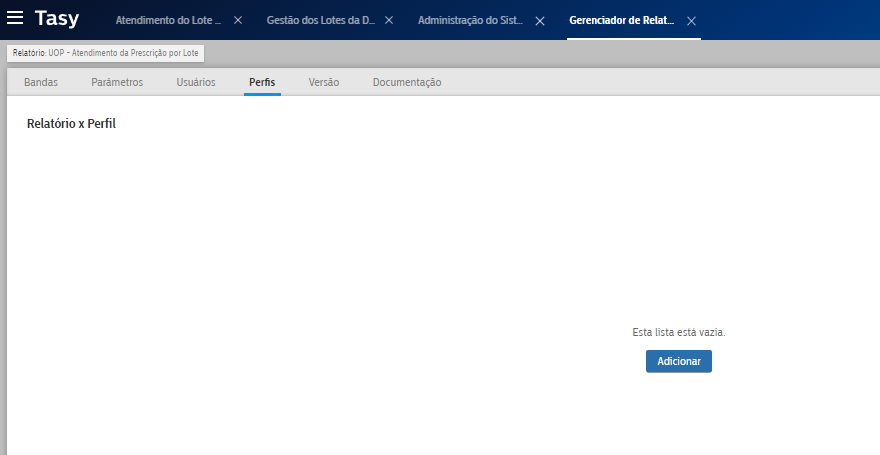 Tasy Atendimento do Lote ... Gestão dos Lotes da D... Administração do Sist... Gerenciador de Relat...
Relatório: UOP - Atendimento da Prescrição por Lote
Bandas Parâmetros Usuários Perfis Versão Documentação
Relatório x Perfil
Esta lista está vazia.
Adicionar